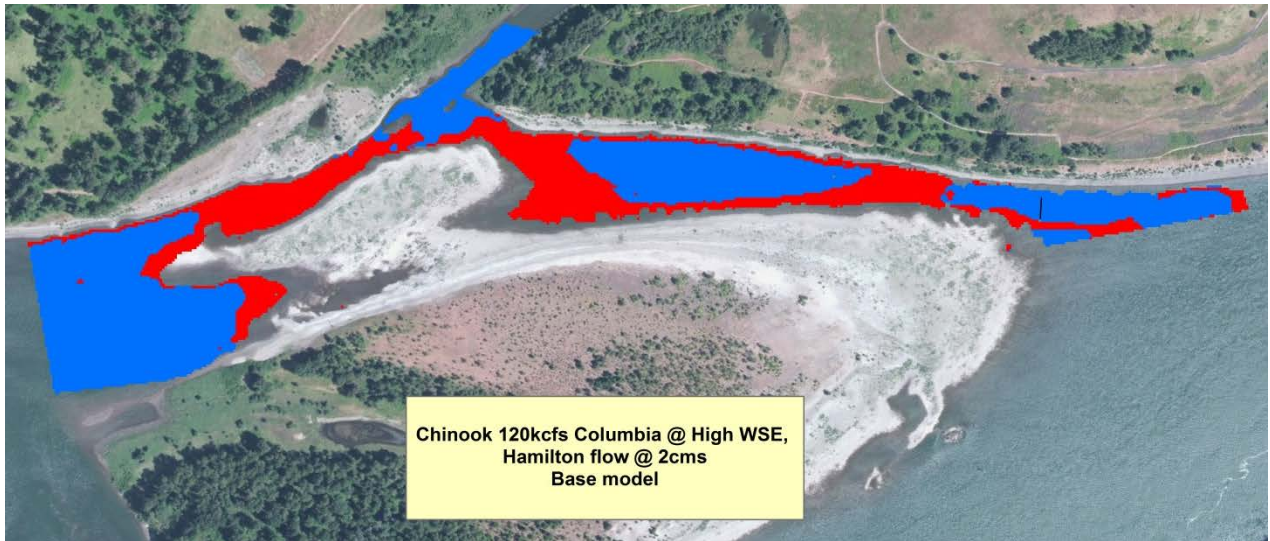 Chinook 120kcfs Columbia @ High WSE,
Hamilton flow @ 2cms
Base model